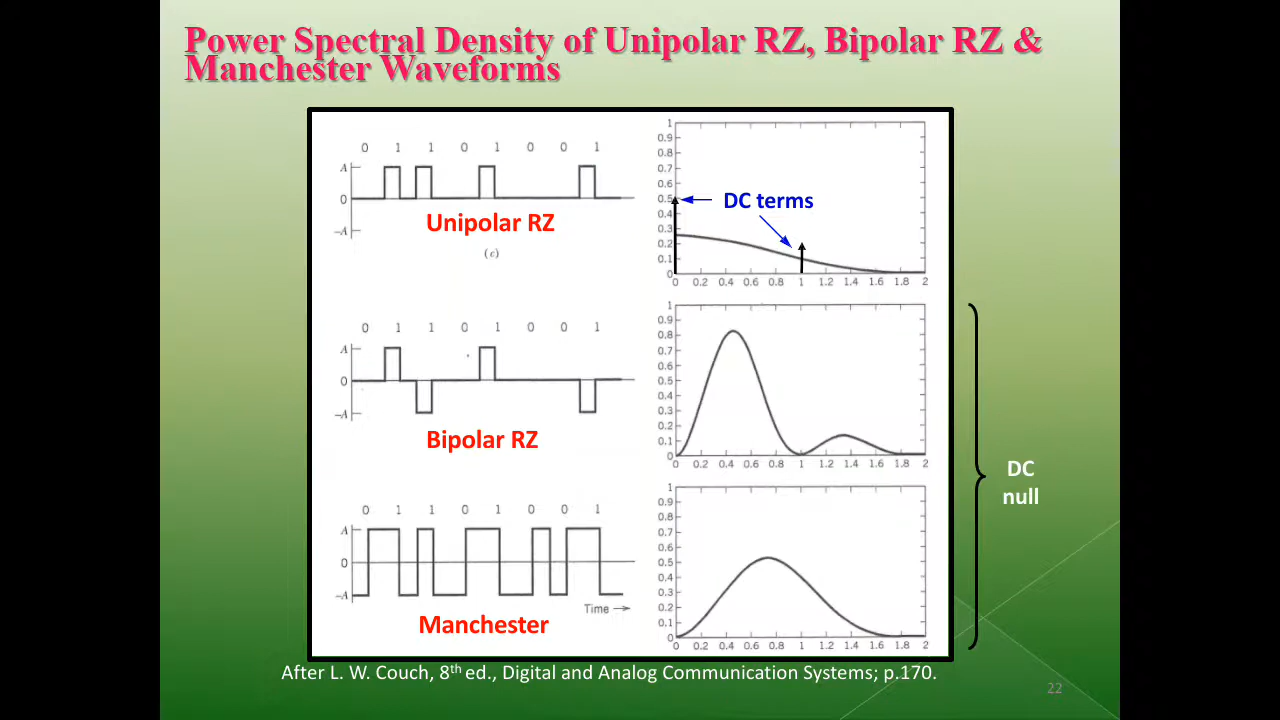 Power Spectral Density of Unipolar RZ, Bipolar RZ &
Manchester Waveforms
0 1 1 0 1 0 0 1
A
0
–A
Unipolar RZ
(c)
1
0.9
0.8
0.7
0.6
0.5
0.4
0.3
0.2
0.1
0
DC terms
0 0.2 0.4 0.6 0.8 1 1.2 1.4 1.6 1.8 2
0 1 1 0 1 0 0 1
A
0
–A
Bipolar RZ
1
0.9
0.8
0.7
0.6
0.5
0.4
0.3
0.2
0.1
0
0 0.2 0.4 0.6 0.8 1 1.2 1.4 1.6 1.8 2
0 1 1 0 1 0 0 1
A
0
–A
Time
Manchester
1
0.9
0.8
0.7
0.6
0.5
0.4
0.3
0.2
0.1
0
0 0.2 0.4 0.6 0.8 1 1.2 1.4 1.6 1.8 2
DC
null
After L. W. Couch, 8th ed., Digital and Analog Communication Systems; p.170.
22